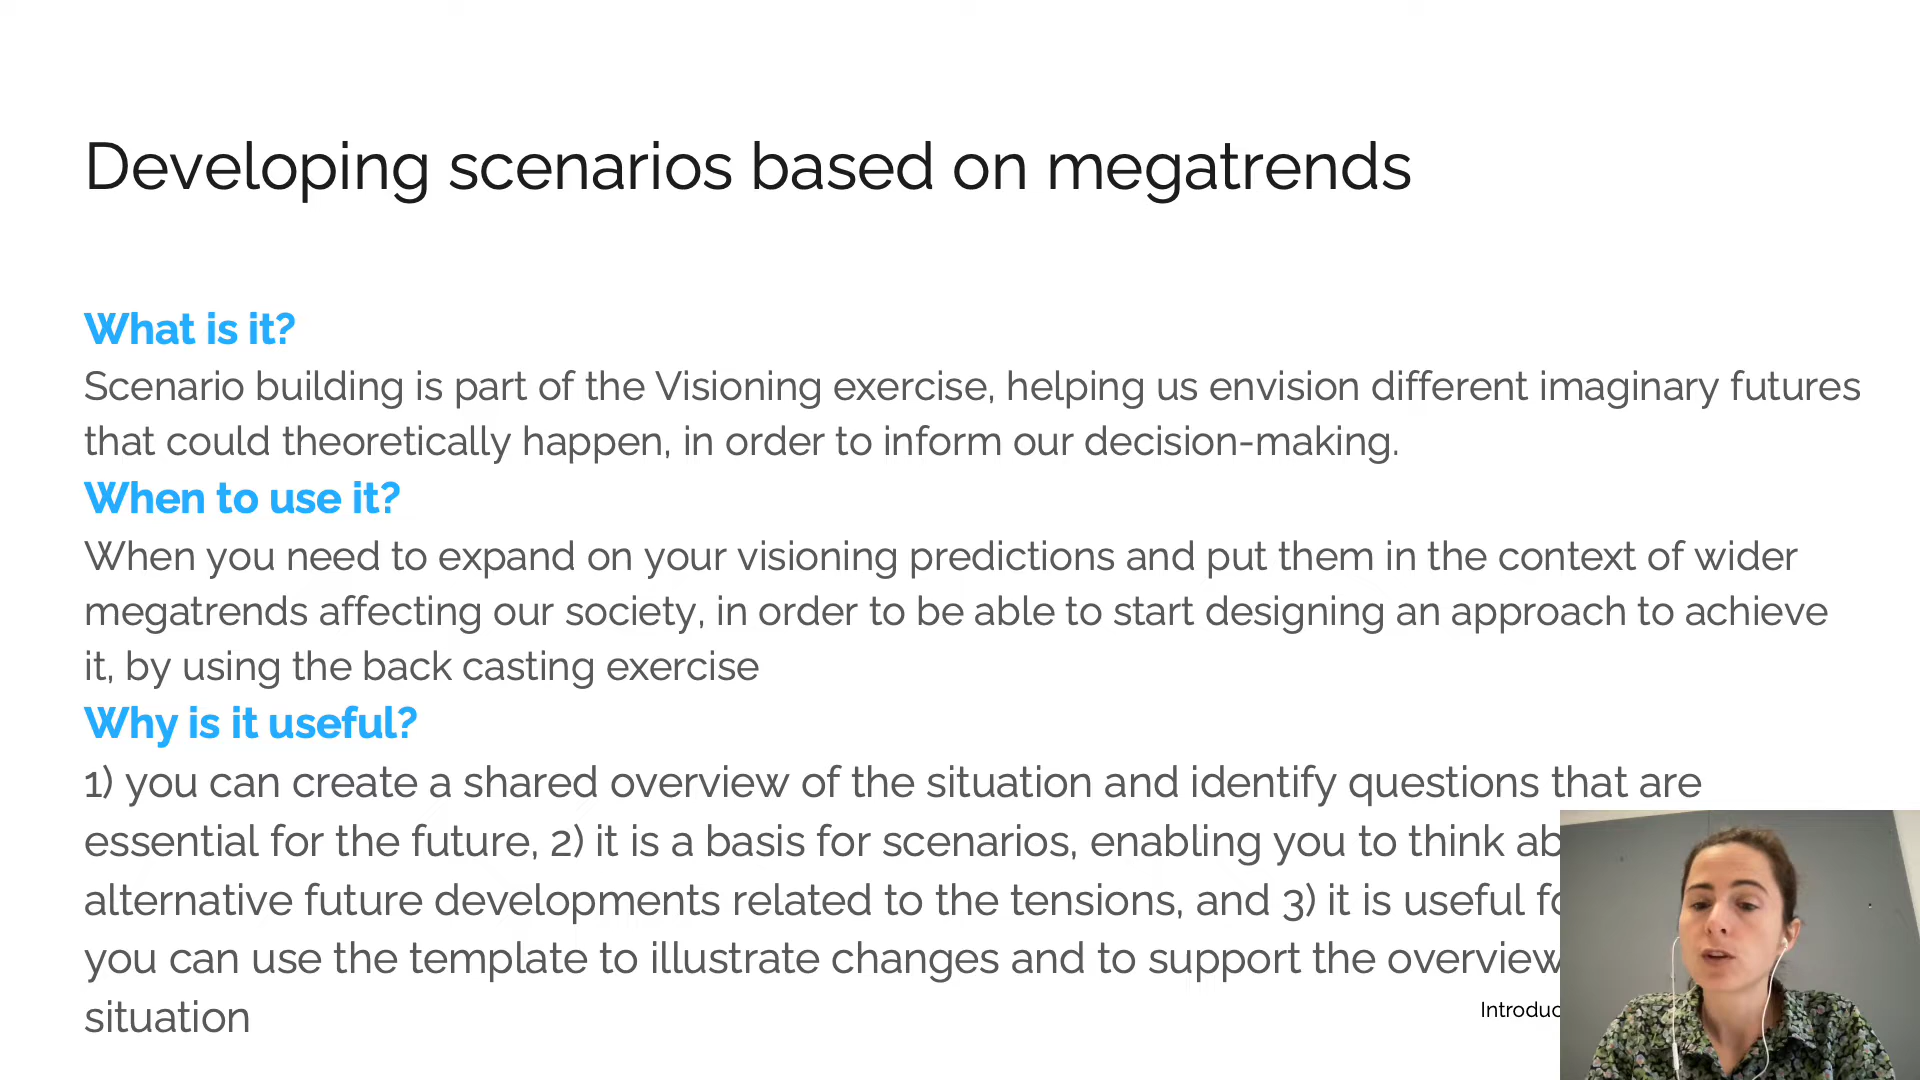 Developing scenarios based on megatrends
What is it?
Scenario building is part of the Visioning exercise, helping us envision different imaginary futures
that could theoretically happen, in order to inform our decision-making.
When to use it?
When you need to expand on your visioning predictions and put them in the context of wider
megatrends affecting our society, in order to be able to start designing an approach to achieve
it, by using the back casting exercise
Why is it useful?
1) you can create a shared overview of the situation and identify questions that are
essential for the future, 2) it is a basis for scenarios, enabling you to think
alternative future developments related to the tensions, and 3) it is useful
you can use the template to illustrate changes and to support the overview
situation